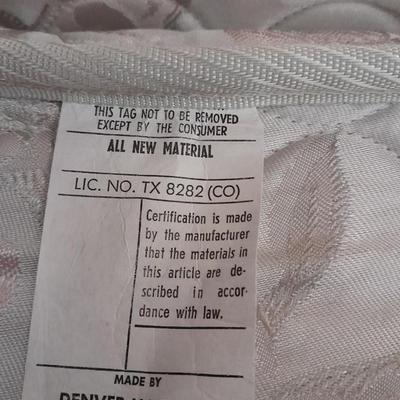 THIS TAG NOT TO BE REMOVED
EXCEPT BY THE CONSUMER
ALL NEW MATERIAL
LIC. NO. TX 8282 (CO)
Certification is made
by the manufacturer
that the materials in
this article are de-
scribed in accor-
dance with law.
MADE BY
DENVER